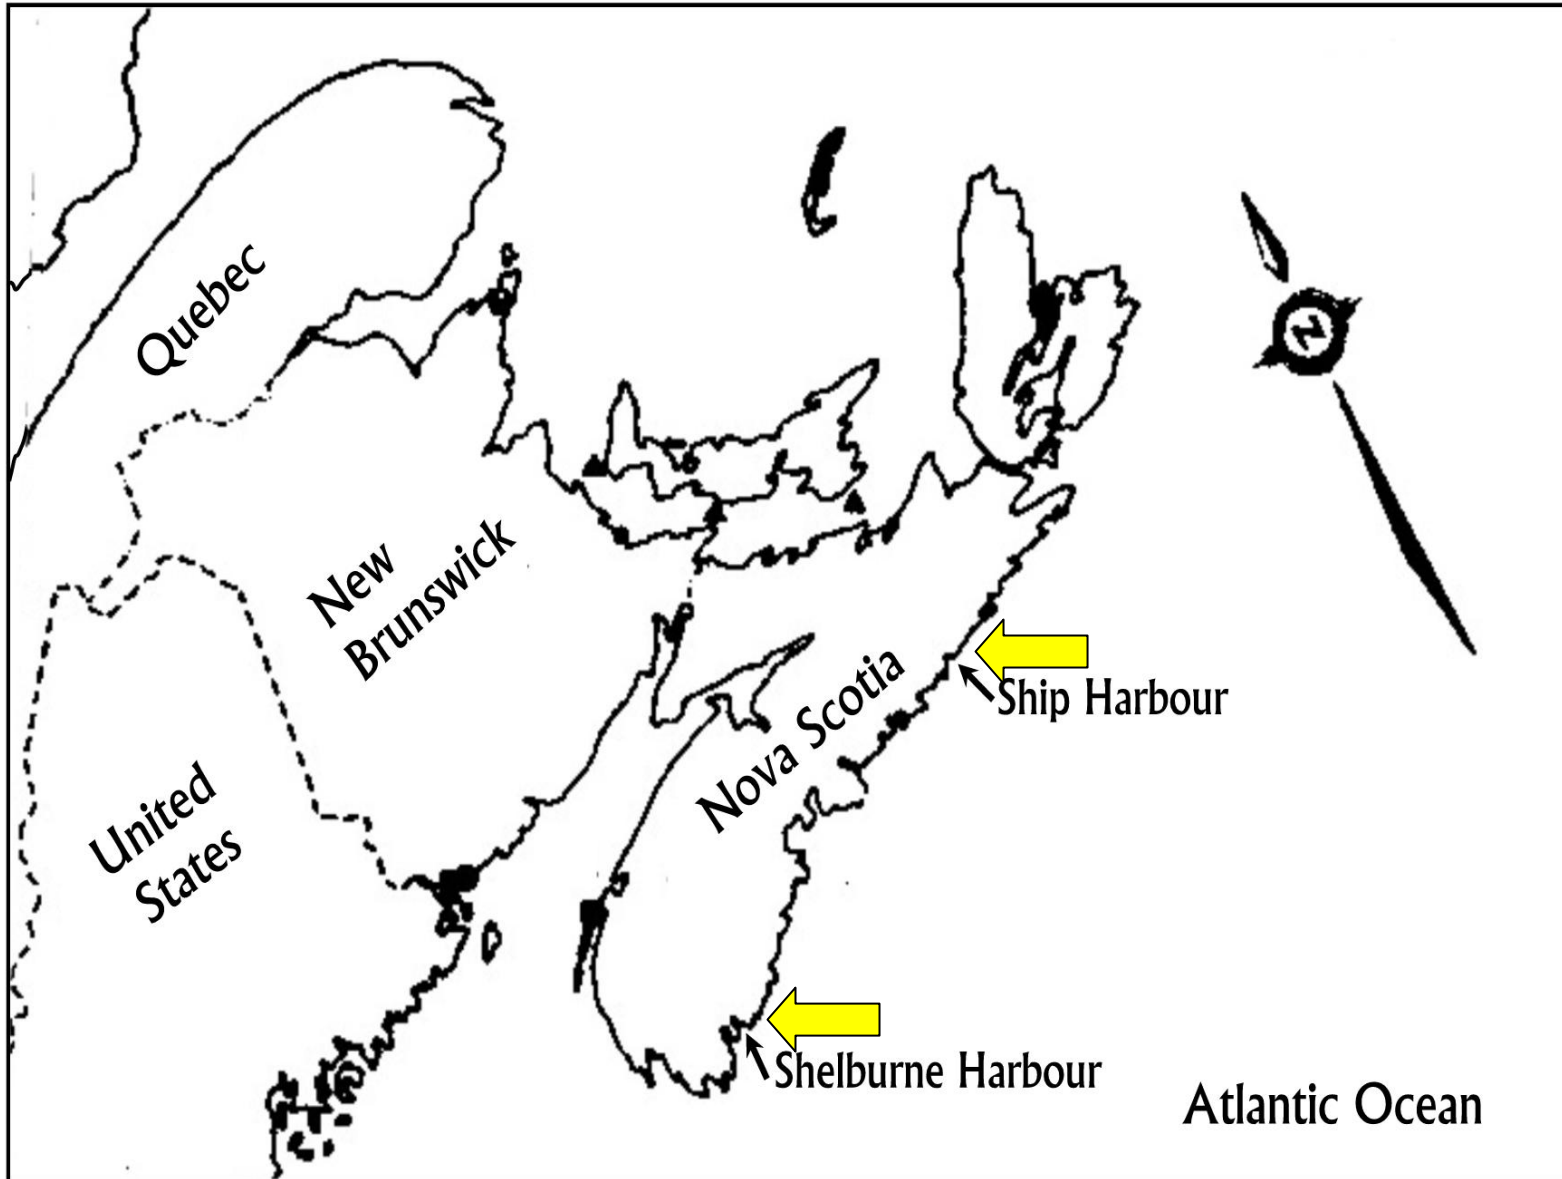 Quebec
N
New
Brunswick
Nova Scotia
Ship Harbour
United
States
Shelburne Harbour
Atlantic Ocean